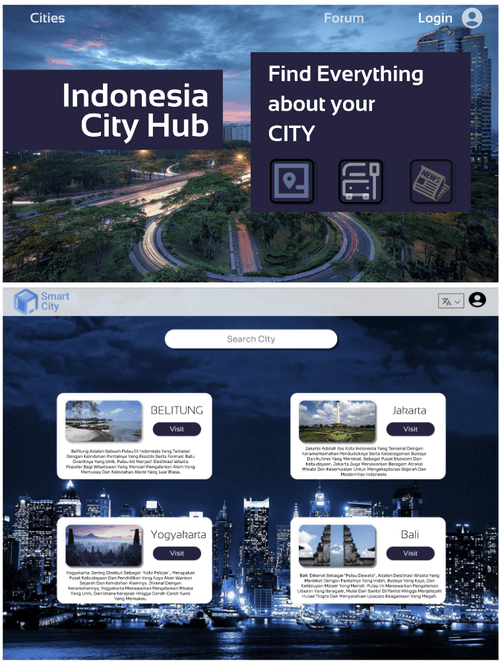 Cities
Forum
Login
Indonesia
City Hub
Find Everything
about your
CITY
NEWS
Smart
City
Search City
BELITUNG
Visit
Belitung Adalah Sebuah Pulau Di Indonesia Yang Terkenal
Dengan Keindahan Pantainya Yang Eksotis Serta Formasi Batu
Granitnya Yang Unik. Pulau Ini Menjadi Destinasi Wisata
Populer Bagi Wisatawan Yang Mencari Pengalaman Alam Yang
Memukau Dan Keindahan Alami Yang Luar Biasa.
Jakarta
Visit
Jakarta Adalah Ibu Kota Indonesia Yang Terkenal Dengan
Keramahtamahan Penduduknya Serta Keberagaman Budaya
Dan Kuliner Yang Memikat. Sebagai Pusat Ekonomi Dan
Kebudayaan, Jakarta Juga Menawarkan Beragam Atraksi
Wisata Dan Kesempatan Untuk Mengeksplorasi Sejarah Dan
Modernitas Indonesia.
Yogyakarta
Visit
Yogyakarta, Sering Disebut Sebagai "Kota Pelajar", Merupakan
Pusat Kebudayaan Dan Pendidikan Yang Kaya Akan Warisan
Sejarah Dan Keindahan Alamnya. Dikenal Dengan
Keramahannya, Yogyakarta Menawarkan Pengalaman Wisata
Yang Unik, Dari Istana Kerajaan Hingga Candi-Candi Kuno
Yang Memukau.
Bali
Visit
Bali, Dikenal Sebagai "Pulau Dewata", Adalah Destinasi Wisata Yang
Memikat Dengan Pantainya Yang Indah, Budaya Yang Kaya, Dan
Kehidupan Malam Yang Meriah. Pulau Ini Menawarkan Pengalaman
Liburan Yang Beragam, Mulai Dari Santai Di Pantai Hingga Menjelajahi
Hutan Tropis Dan Menyaksikan Upacara Keagamaan Yang Megah.